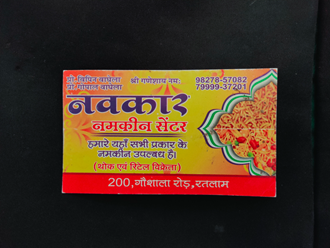 प्रो. विपिन वाघेला
प्रो. गोपाल वाघेला
श्री गणेशाय नमः
98278-57082
79999-37201
नवकार
नमकीन सेंटर
हमारे यहाँ सभी प्रकार के
नमकीन उपलब्ध है।
(थोक एवं रिटेल विक्रेता)
200, गौशाला रोड़, रतलाम